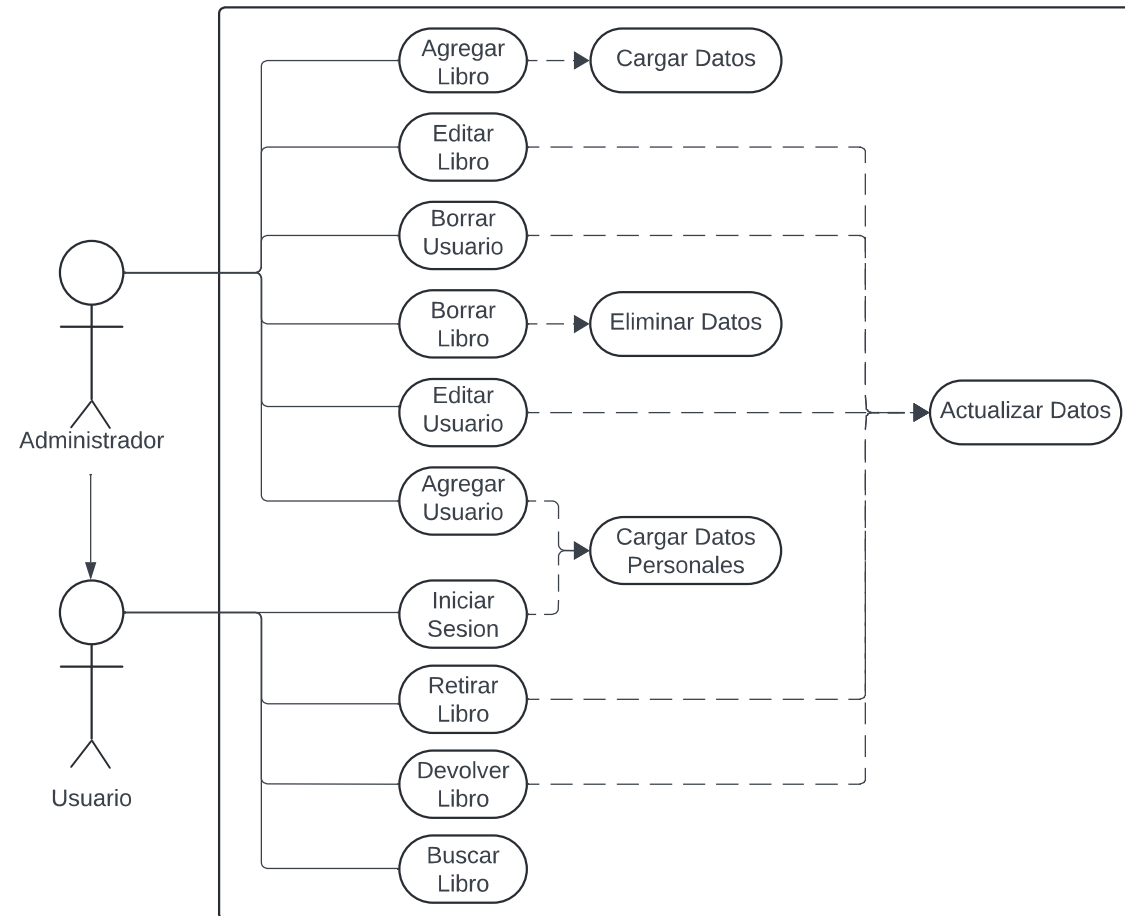 Agregar
Libro
Cargar Datos
Editar
Libro
Borrar
Usuario
Borrar
Libro
Eliminar Datos
Editar
Usuario
Actualizar Datos
Administrador
Agregar
Usuario
Cargar Datos
Personales
Iniciar
Sesion
Retirar
Libro
Devolver
Libro
Usuario
Buscar
Libro